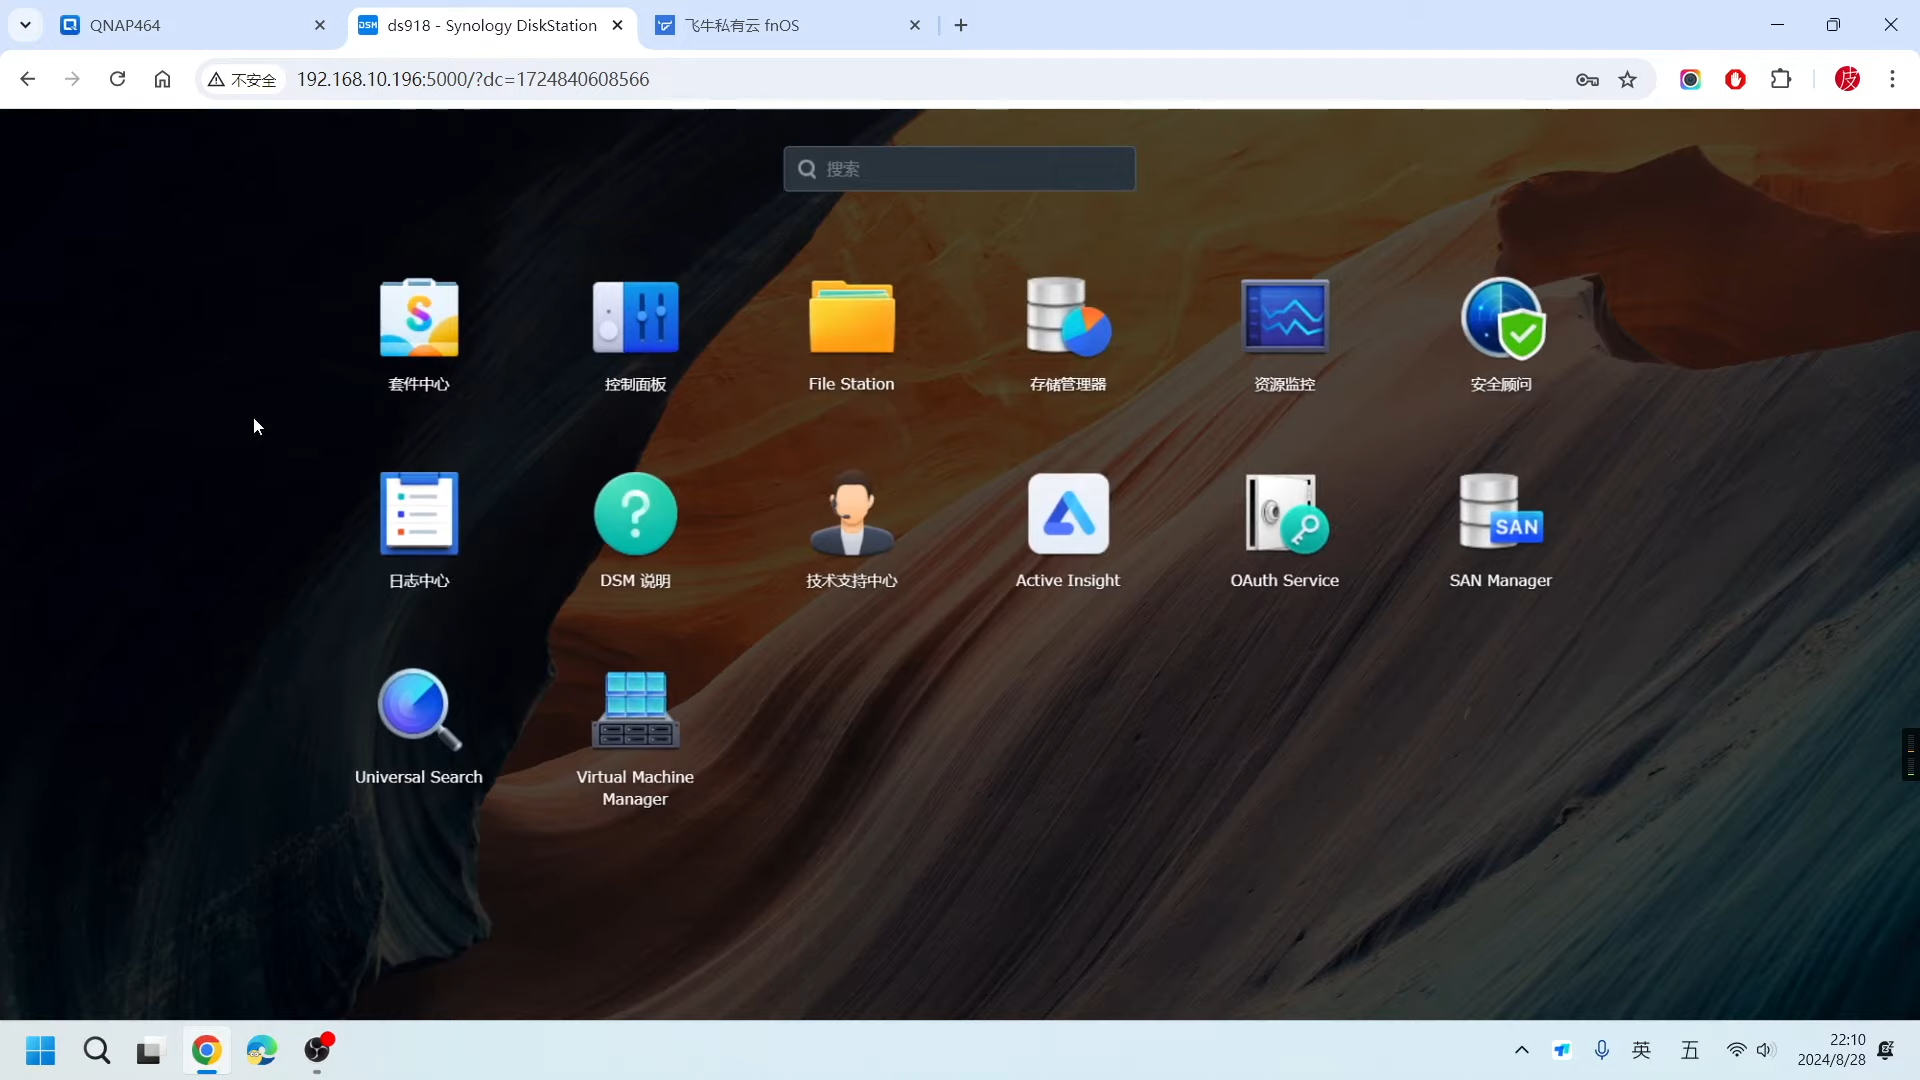 QNAP464
DSM
ds918 - Synology DiskStation
飞牛私有云 fnOS
不安全
192.168.10.196:5000/?dc=1724840608566
皮
搜索
S
套件中心
控制面板
File Station
存储管理器
资源监控
安全顾问
?
SAN
日志中心
DSM 说明
技术支持中心
Active Insight
OAuth Service
SAN Manager
Universal Search
Virtual Machine
Manager
英
五
22:10
2024/8/28